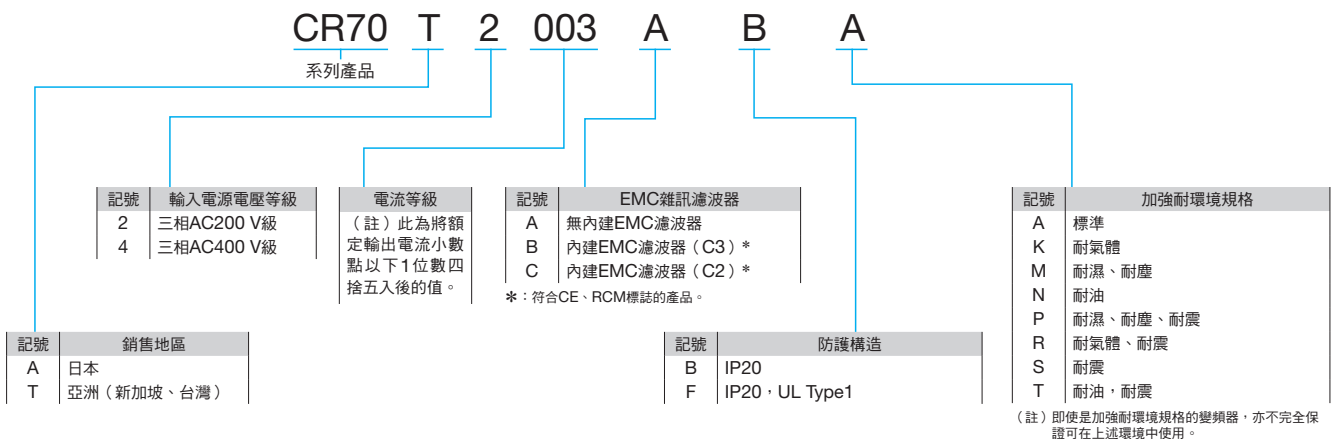 CR70 T 2 003 A B A
系列產品
記號 輸入電源電壓等級
2 三相AC200 V級
4 三相AC400 V級
電流等級
（註）此為將額
定輸出電流小數
點以下1位數四
捨五入後的值。
記號 EMC雜訊濾波器
A 無內建EMC濾波器
B 內建EMC濾波器（C3）*
C 內建EMC濾波器（C2）*
*：符合CE、RCM標誌的產品。
記號 加強耐環境規格
A 標準
K 耐氣體
M 耐濕、耐塵
N 耐油
P 耐濕、耐塵、耐震
R 耐氣體、耐震
S 耐震
T 耐油，耐震
（註）即使是加強耐環境規格的變頻器，亦不完全保
證可在上述環境中使用。
記號 銷售地區
A 日本
T 亞洲（新加坡、台灣）
記號 防護構造
B IP20
F IP20，UL Type1